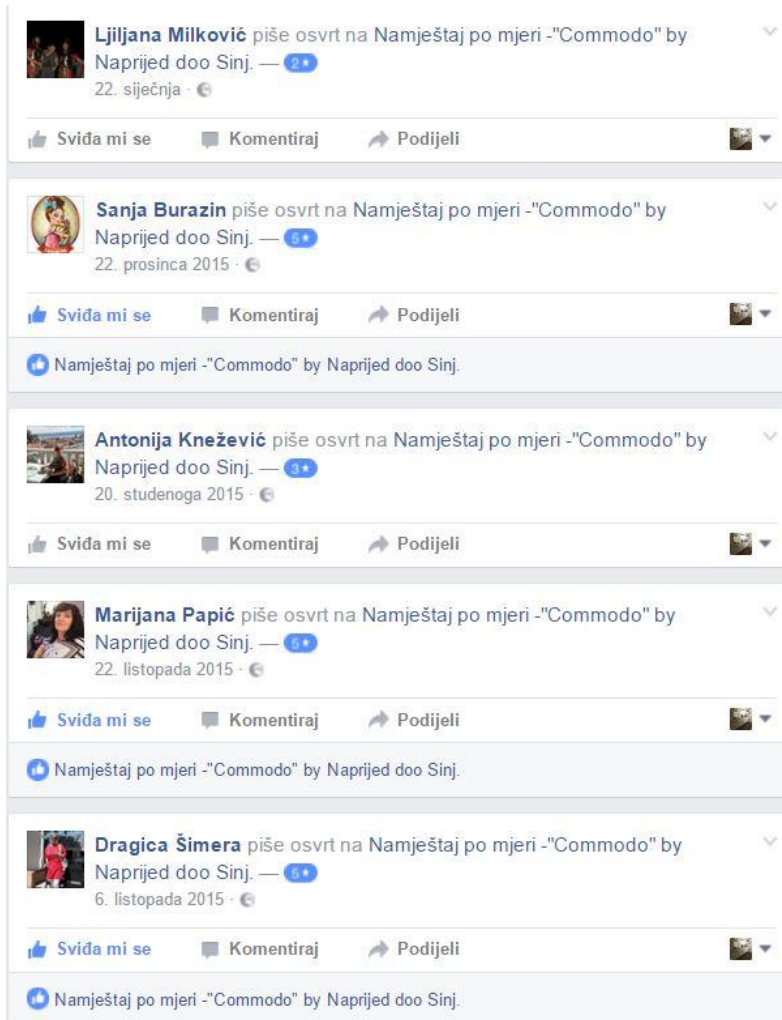 Ljiljana Milković piše osvrt na Namještaj po mjeri -"Commodo" by
Naprijed doo Sinj. — 2★
22. siječnja ·
Sviđa mi se Komentiraj Podijeli
Sanja Burazin piše osvrt na Namještaj po mjeri -"Commodo" by
Naprijed doo Sinj. — 5★
22. prosinca 2015 ·
Sviđa mi se Komentiraj Podijeli
Namještaj po mjeri -"Commodo" by Naprijed doo Sinj.
Antonija Knežević piše osvrt na Namještaj po mjeri -"Commodo" by
Naprijed doo Sinj. — 3★
20. studenoga 2015 ·
Sviđa mi se Komentiraj Podijeli
Marijana Papić piše osvrt na Namještaj po mjeri -"Commodo" by
Naprijed doo Sinj. — 5★
22. listopada 2015 ·
Sviđa mi se Komentiraj Podijeli
Namještaj po mjeri -"Commodo" by Naprijed doo Sinj.
Dragica Šimera piše osvrt na Namještaj po mjeri -"Commodo" by
Naprijed doo Sinj. — 5★
6. listopada 2015 ·
Sviđa mi se Komentiraj Podijeli
Namještaj po mjeri -"Commodo" by Naprijed doo Sinj.